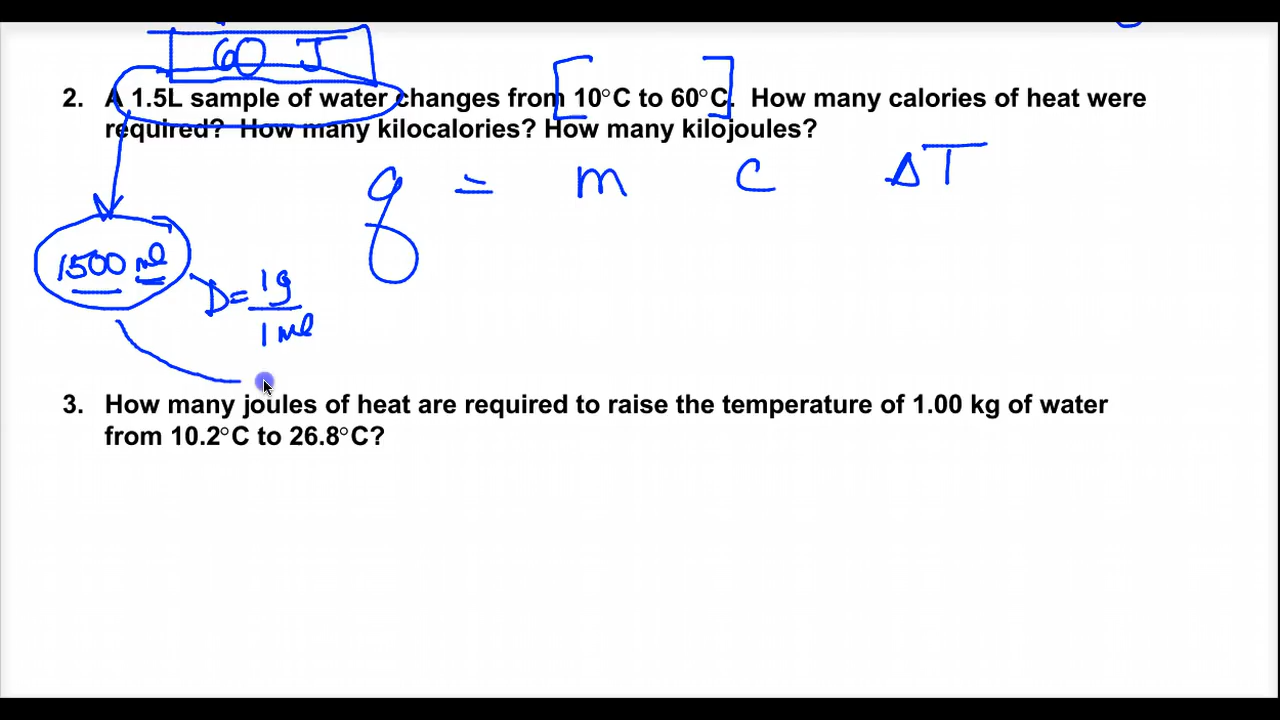 60 J
2. A 1.5L sample of water changes from [10°C to 60°C]. How many calories of heat were
required? How many kilocalories? How many kilojoules?
q = m c ΔT
1500 ml
D = 1g
1 ml
3. How many joules of heat are required to raise the temperature of 1.00 kg of water
from 10.2°C to 26.8°C?